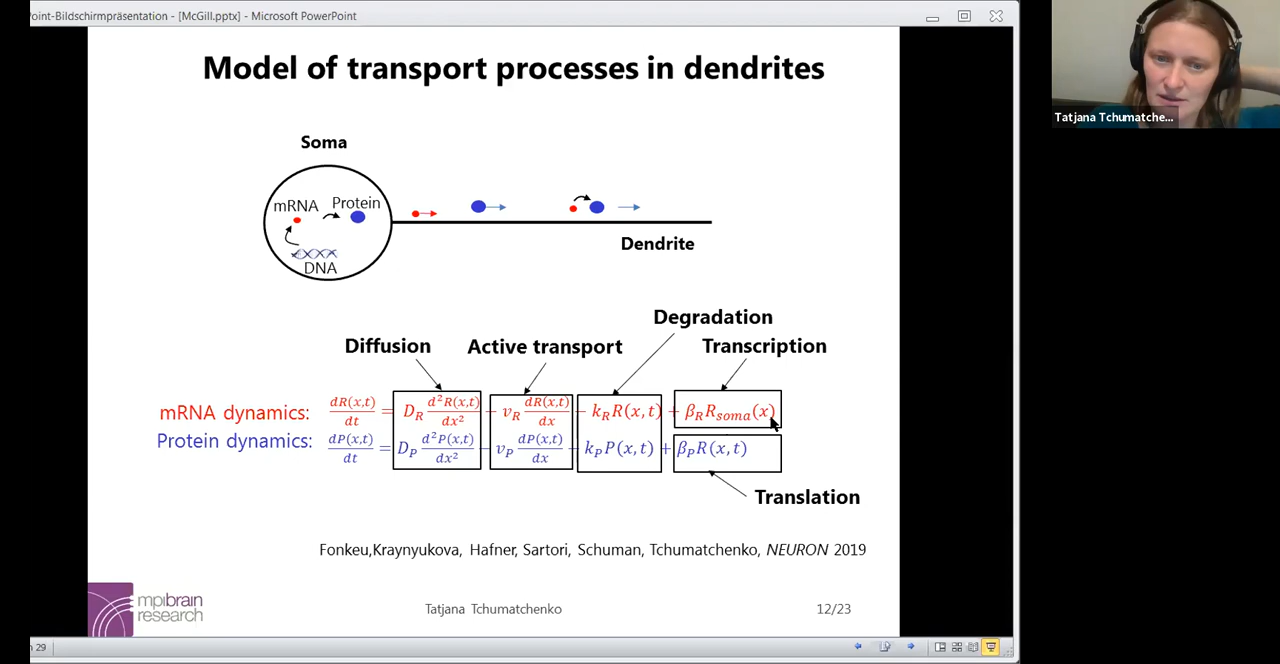 Point-Bildschirmpräsentation - [McGill.pptx] - Microsoft PowerPoint
Model of transport processes in dendrites
Soma
mRNA
Protein
DNA
Dendrite
Degradation
Diffusion
Active transport
Transcription
mRNA dynamics: dR(x,t)/dt = D_R d²R(x,t)/dx² − v_R dR(x,t)/dx − k_R R(x,t) + β_R R_soma(x)
Protein dynamics: dP(x,t)/dt = D_P d²P(x,t)/dx² − v_P dP(x,t)/dx − k_P P(x,t) + β_P R(x,t)
Translation
Fonkeu,Kraynyukova, Hafner, Sartori, Schuman, Tchumatchenko, NEURON 2019
mpibrain
research
Tatjana Tchumatchenko
12/23
29
Tatjana Tchumatche...